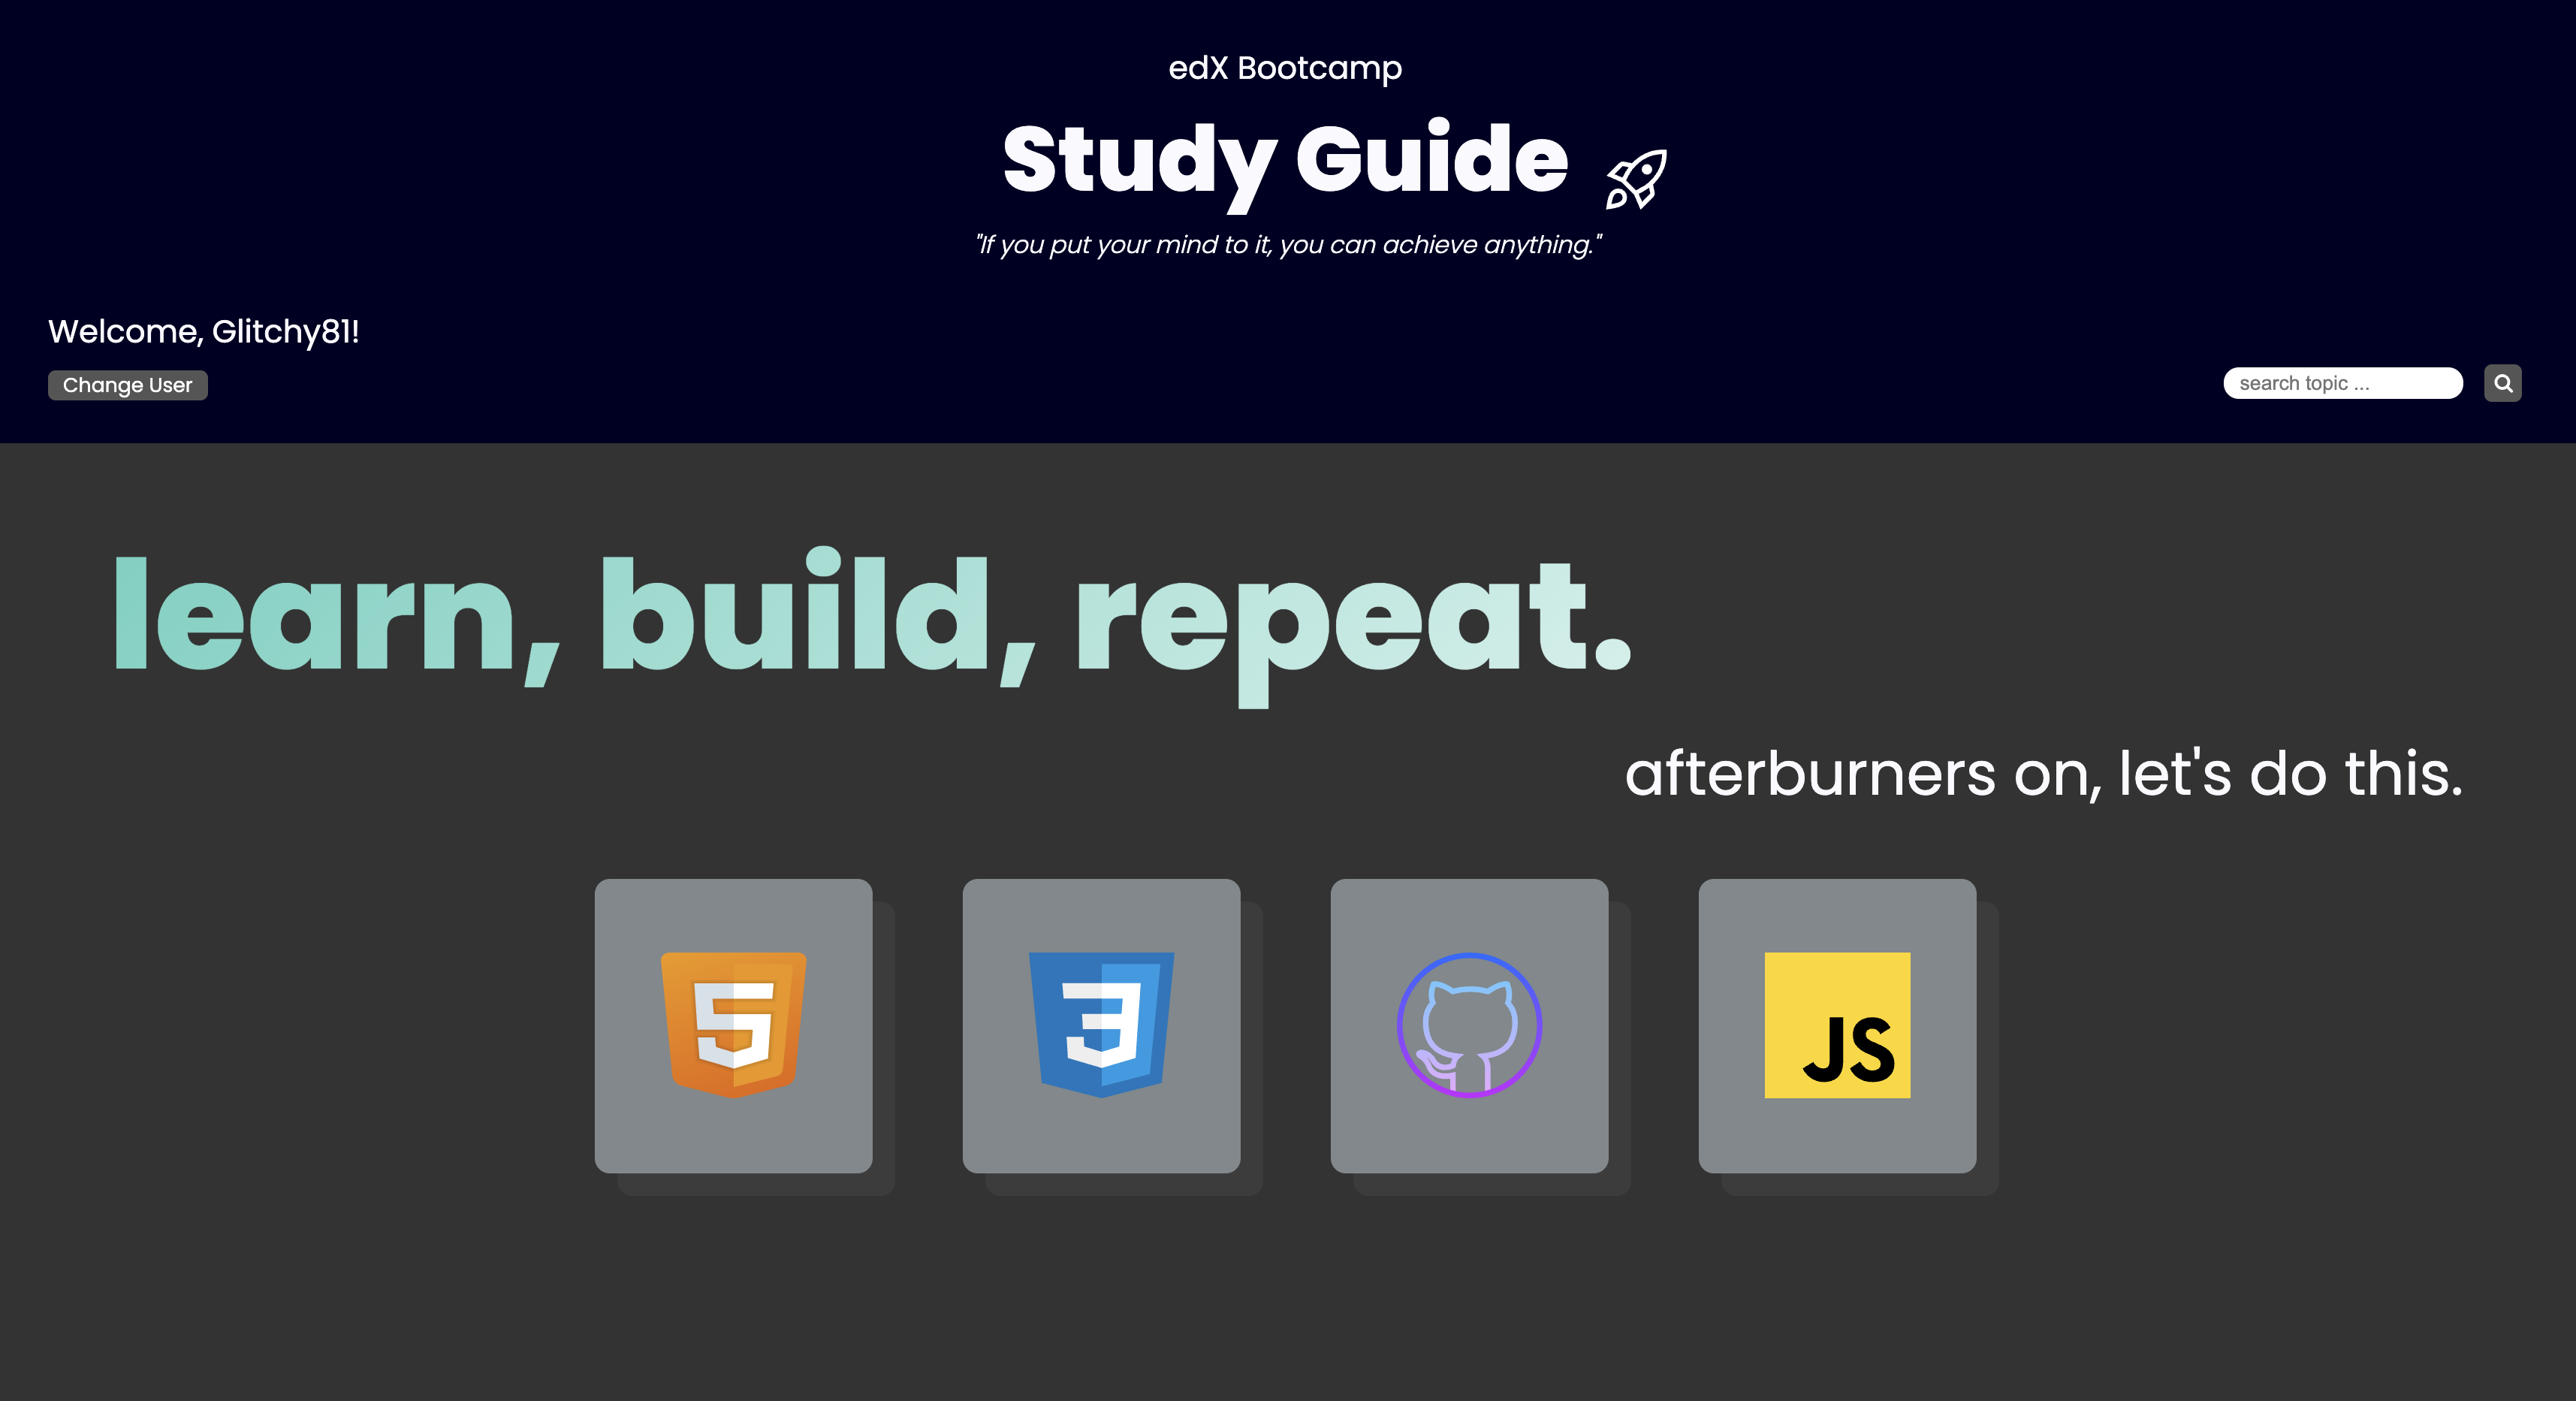 edX Bootcamp
Study Guide
"If you put your mind to it, you can achieve anything."
Welcome, Glitchy81!
Change User
search topic ...
learn, build, repeat.
afterburners on, let's do this.
5
3
JS